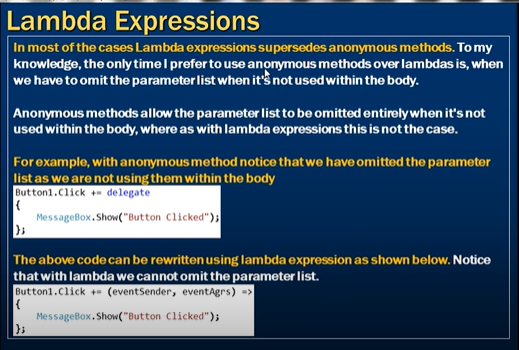 Lambda Expressions
In most of the cases Lambda expressions supersedes anonymous methods. To my
knowledge, the only time I prefer to use anonymous methods over lambdas is, when
we have to omit the parameter list when it's not used within the body.
Anonymous methods allow the parameter list to be omitted entirely when it's not
used within the body, where as with lambda expressions this is not the case.
For example, with anonymous method notice that we have omitted the parameter
list as we are not using them within the body
Button1.Click += delegate
{
MessageBox.Show("Button Clicked");
};
The above code can be rewritten using lambda expression as shown below. Notice
that with lambda we cannot omit the parameter list.
Button1.Click += (eventSender, eventAgrs) =>
{
MessageBox.Show("Button Clicked");
};